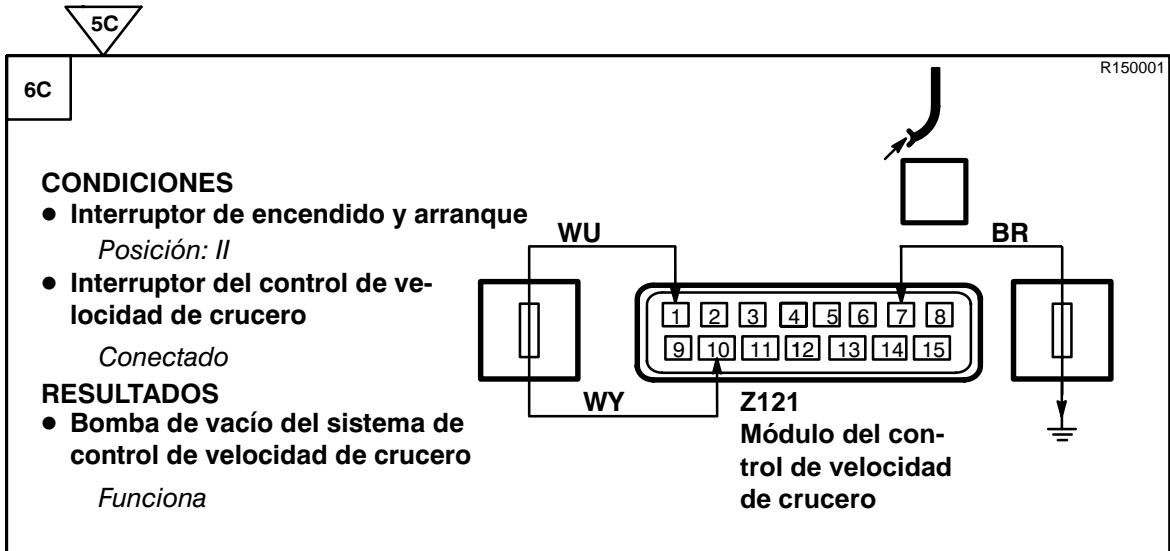 5C
6C
R150001
CONDICIONES
● Interruptor de encendido y arranque
Posición: II
● Interruptor del control de ve-
locidad de crucero
Conectado
RESULTADOS
● Bomba de vacío del sistema de
control de velocidad de crucero
Funciona
WU
BR
1 2 3 4 5 6 7 8
9 10 11 12 13 14 15
WY
Z121
Módulo del con-
trol de velocidad
de crucero